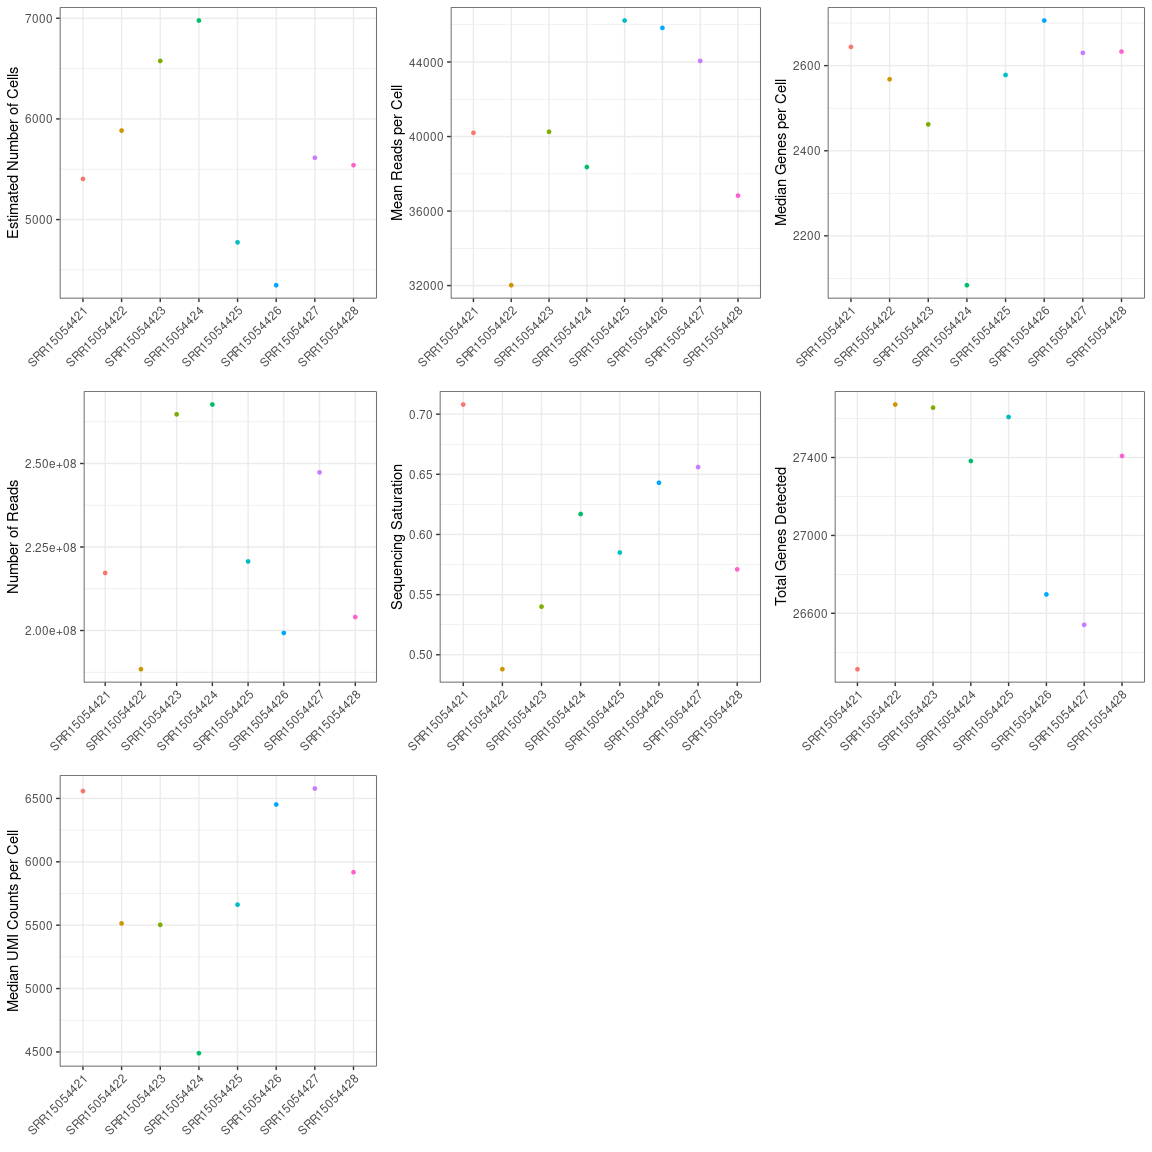 Estimated Number of Cells
7000
6000
5000
SRR15054421
SRR15054422
SRR15054423
SRR15054424
SRR15054425
SRR15054426
SRR15054427
SRR15054428
Mean Reads per Cell
44000
40000
36000
32000
SRR15054421
SRR15054422
SRR15054423
SRR15054424
SRR15054425
SRR15054426
SRR15054427
SRR15054428
Median Genes per Cell
2600
2400
2200
SRR15054421
SRR15054422
SRR15054423
SRR15054424
SRR15054425
SRR15054426
SRR15054427
SRR15054428
Number of Reads
2.50e+08
2.25e+08
2.00e+08
SRR15054421
SRR15054422
SRR15054423
SRR15054424
SRR15054425
SRR15054426
SRR15054427
SRR15054428
Sequencing Saturation
0.70
0.65
0.60
0.55
0.50
SRR15054421
SRR15054422
SRR15054423
SRR15054424
SRR15054425
SRR15054426
SRR15054427
SRR15054428
Total Genes Detected
27400
27000
26600
SRR15054421
SRR15054422
SRR15054423
SRR15054424
SRR15054425
SRR15054426
SRR15054427
SRR15054428
Median UMI Counts per Cell
6500
6000
5500
5000
4500
SRR15054421
SRR15054422
SRR15054423
SRR15054424
SRR15054425
SRR15054426
SRR15054427
SRR15054428